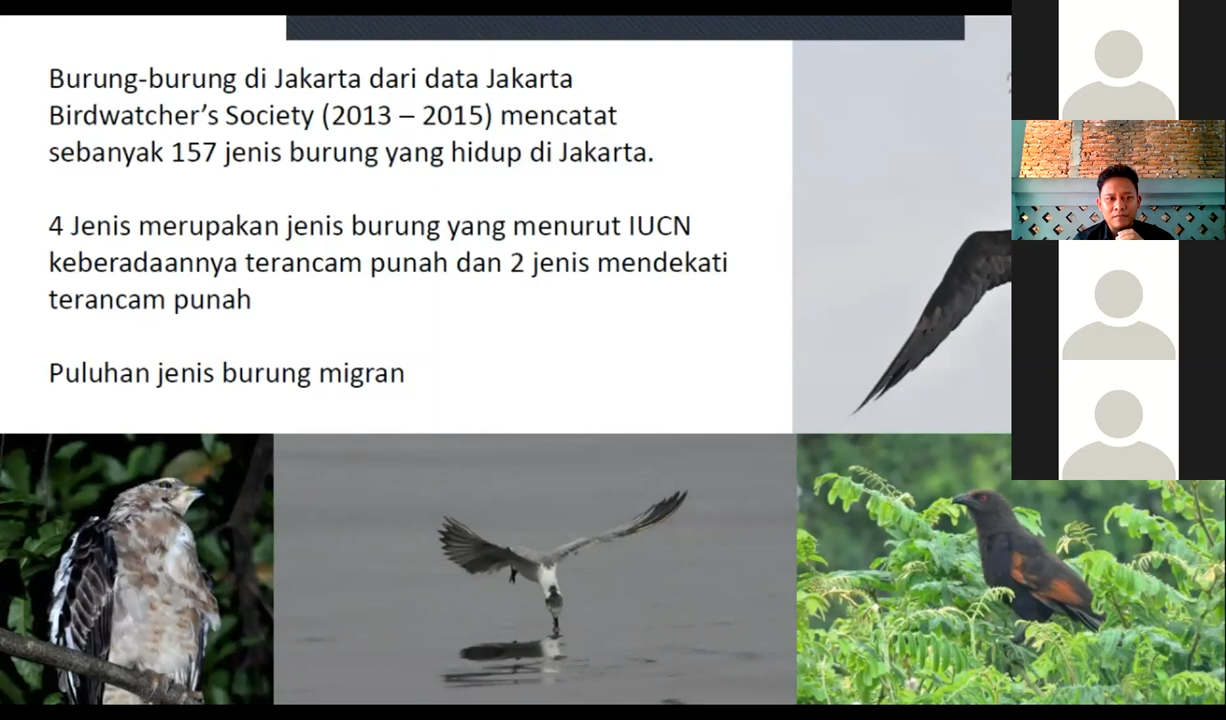 Burung-burung di Jakarta dari data Jakarta
Birdwatcher’s Society (2013 – 2015) mencatat
sebanyak 157 jenis burung yang hidup di Jakarta.
4 Jenis merupakan jenis burung yang menurut IUCN
keberadaannya terancam punah dan 2 jenis mendekati
terancam punah
Puluhan jenis burung migran